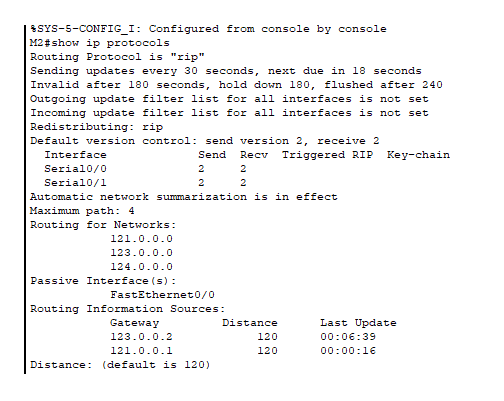 %SYS-5-CONFIG_I: Configured from console by console
M2#show ip protocols
Routing Protocol is "rip"
Sending updates every 30 seconds, next due in 18 seconds
Invalid after 180 seconds, hold down 180, flushed after 240
Outgoing update filter list for all interfaces is not set
Incoming update filter list for all interfaces is not set
Redistributing: rip
Default version control: send version 2, receive 2
Interface Send Recv Triggered RIP Key-chain
Serial0/0 2 2
Serial0/1 2 2
Automatic network summarization is in effect
Maximum path: 4
Routing for Networks:
121.0.0.0
123.0.0.0
124.0.0.0
Passive Interface(s):
FastEthernet0/0
Routing Information Sources:
Gateway Distance Last Update
123.0.0.2 120 00:06:39
121.0.0.1 120 00:00:16
Distance: (default is 120)